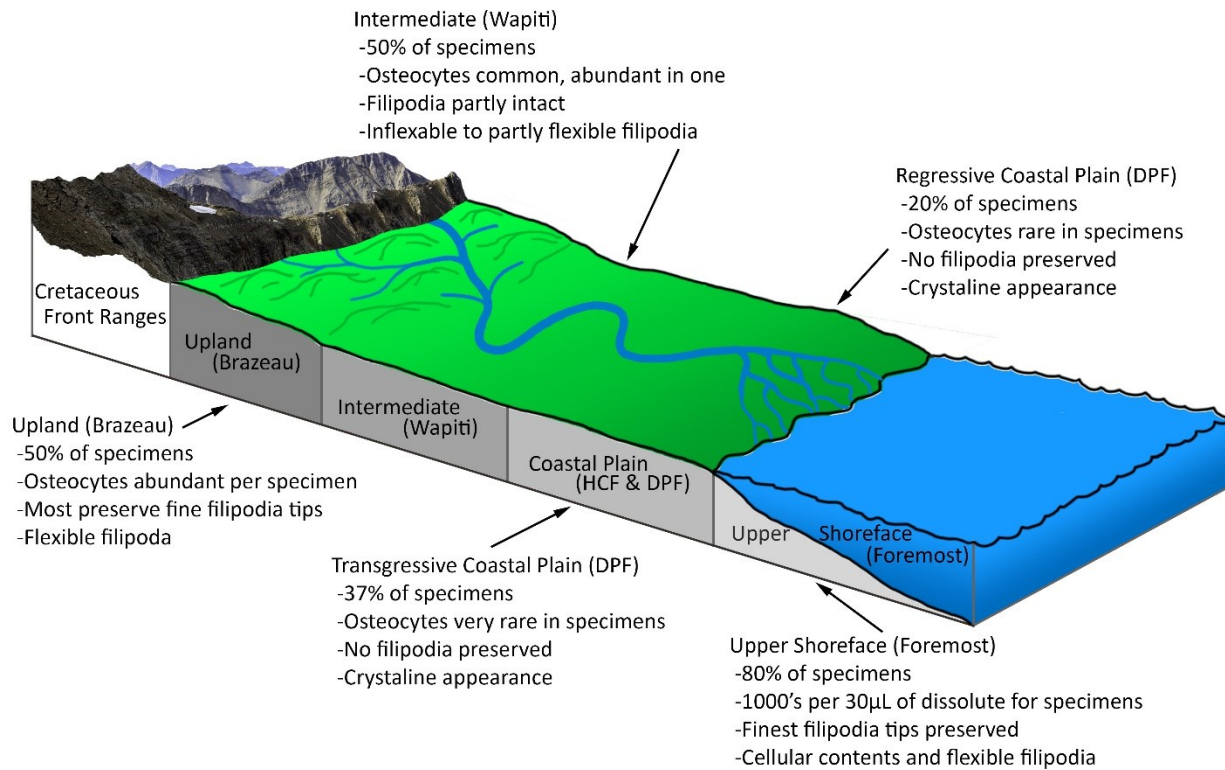 Intermediate (Wapiti)
-50% of specimens
-Osteocytes common, abundant in one
-Filipodia partly intact
-Inflexable to partly flexible filipodia
Regressive Coastal Plain (DPF)
-20% of specimens
-Osteocytes rare in specimens
-No filipodia preserved
-Crystaline appearance
Cretaceous
Front Ranges
Upland
(Brazeau)
Intermediate
(Wapiti)
Coastal Plain
(HCF & DPF)
Upper Shoreface
(Foremost)
Upland (Brazeau)
-50% of specimens
-Osteocytes abundant per specimen
-Most preserve fine filipodia tips
-Flexible filipoda
Transgressive Coastal Plain (DPF)
-37% of specimens
-Osteocytes very rare in specimens
-No filipodia preserved
-Crystaline appearance
Upper Shoreface (Foremost)
-80% of specimens
-1000's per 30µL of dissolute for specimens
-Finest filipodia tips preserved
-Cellular contents and flexible filipodia